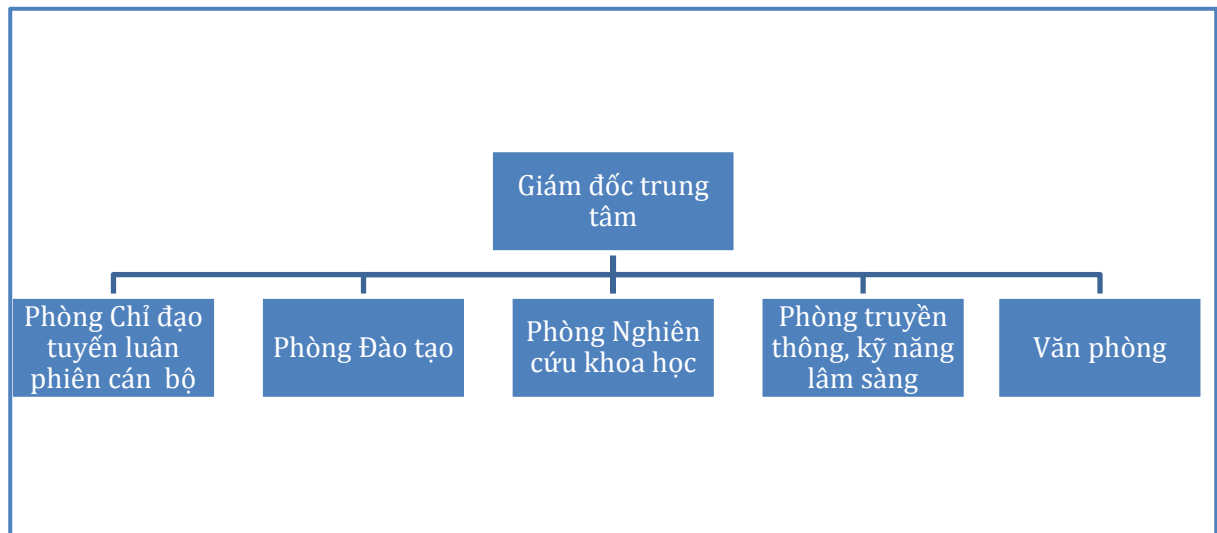 Giám đốc trung
tâm
Phòng Chỉ đạo
tuyến luân
phiên cán  bộ
Phòng Đào tạo
Phòng Nghiên
cứu khoa học
Phòng truyền
thông, kỹ năng
lâm sàng
Văn phòng